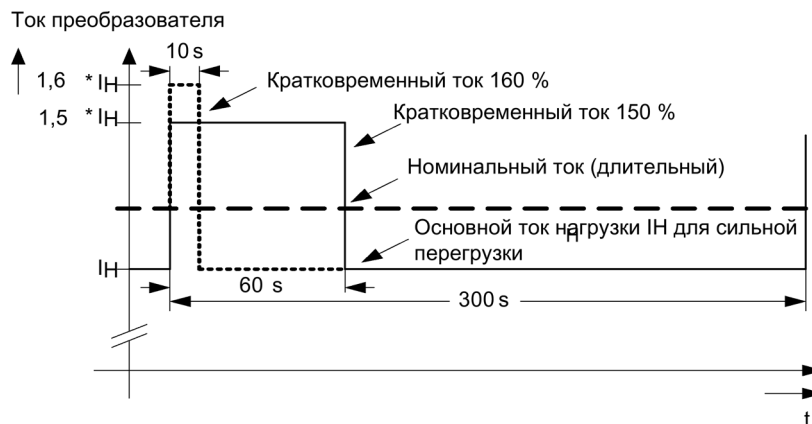 Ток преобразователя
10 s
1,6 * IH
Кратковременный ток 160 %
1,5 * IH
Кратковременный ток 150 %
Номинальный ток (длительный)
Основной ток нагрузки IH для сильной
H
перегрузки
IH
60 s
300 s
t